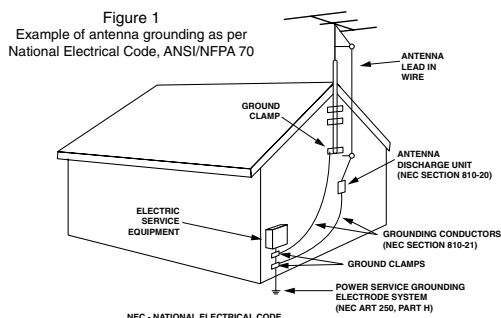 Figure 1
Example of antenna grounding as per
National Electrical Code, ANSI/NFPA 70
ANTENNA
LEAD IN
WIRE
GROUND
CLAMP
ANTENNA
DISCHARGE UNIT
(NEC SECTION 810-20)
ELECTRIC
SERVICE
EQUIPMENT
GROUNDING CONDUCTORS
(NEC SECTION 810-21)
GROUND CLAMPS
POWER SERVICE GROUNDING
ELECTRODE SYSTEM
(NEC ART 250, PART H)
NEC - NATIONAL ELECTRICAL CODE